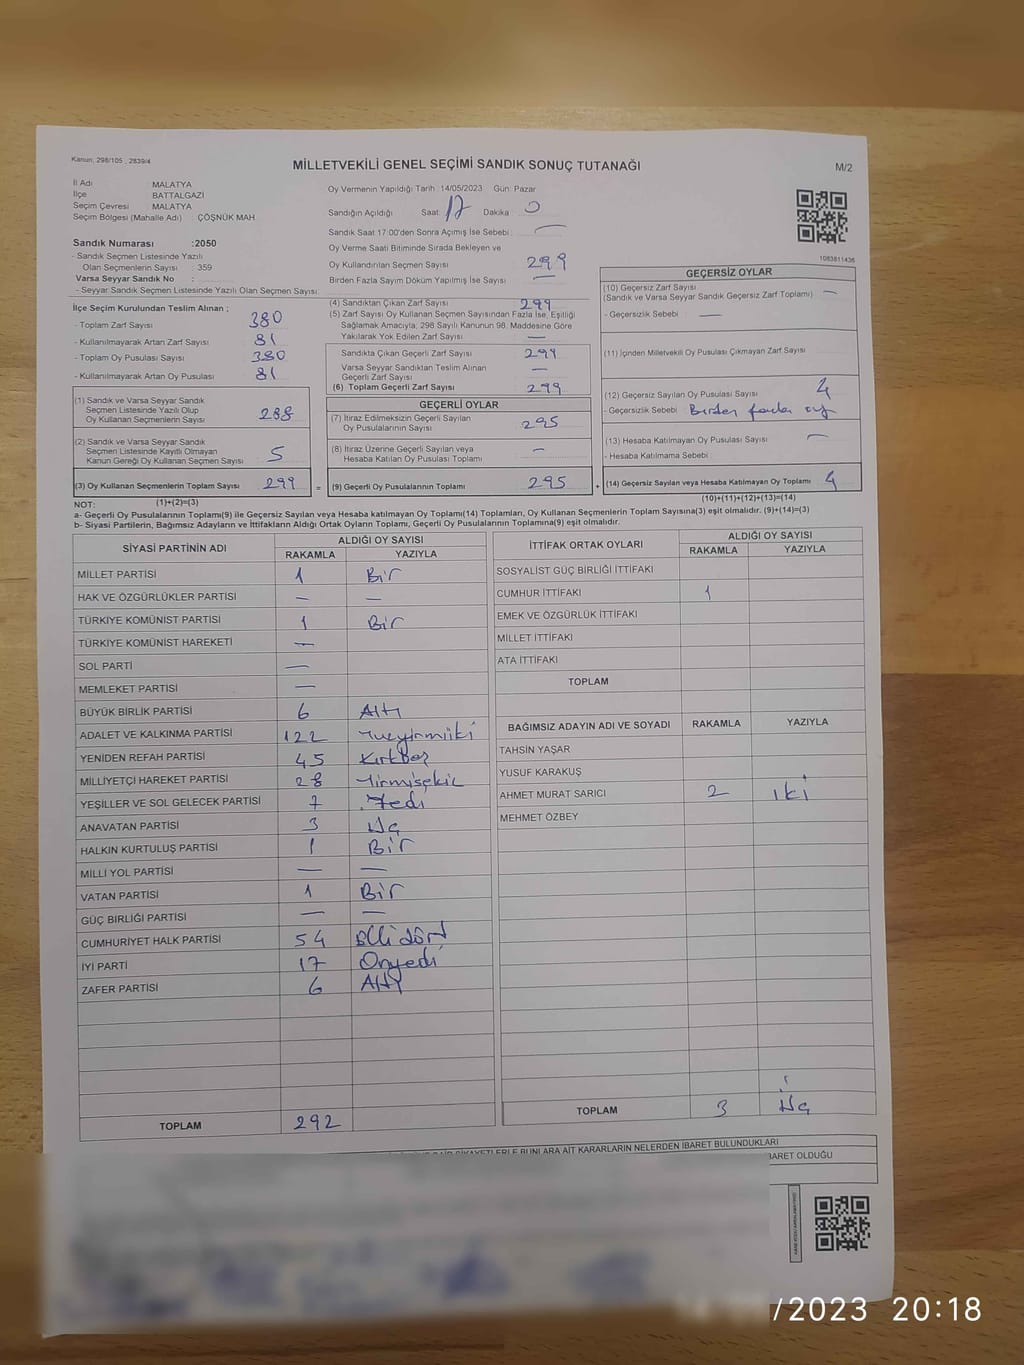 Kanun, 298/105 , 2839/4
MİLLETVEKİLİ GENEL SEÇİMİ SANDIK SONUÇ TUTANAĞI
M/2
İl Adı MALATYA
İlçe BATTALGAZİ
Seçim Çevresi MALATYA
Seçim Bölgesi (Mahalle Adı) : ÇÖŞNÜK MAH.
Sandık Numarası :2050
- Sandık Seçmen Listesinde Yazılı
Olan Seçmenlerin Sayısı : 359
Varsa Seyyar Sandık No :
- Seyyar Sandık Seçmen Listesinde Yazılı Olan Seçmen Sayısı:
Oy Vermenin Yapıldığı Tarih :14/05/2023 Gün: Pazar
Sandığın Açıldığı Saat: 17 Dakika 0
Sandık Saat 17:00'den Sonra Açımış İse Sebebi : —
Oy Verme Saati Bitiminde Sırada Bekleyen ve
Oy Kullandırılan Seçmen Sayısı 299
Birden Fazla Sayım Döküm Yapılmış İse Sayısı —
1083811436
İlçe Seçim Kurulundan Teslim Alınan ;
- Toplam Zarf Sayısı 380
- Kullanılmayarak Artan Zarf Sayısı 81
- Toplam Oy Pusulası Sayısı 380
- Kullanılmayarak Artan Oy Pusulası 81
(1) Sandık ve Varsa Seyyar Sandık
Seçmen Listesinde Yazılı Olup
Oy Kullanan Seçmenlerin Sayısı 288
(2) Sandık ve Varsa Seyyar Sandık
Seçmen Listesinde Kayıtlı Olmayan
Kanun Gereği Oy Kullanan Seçmen Sayısı 5
(3) Oy Kullanan Seçmenlerin Toplam Sayısı 299 =
(4) Sandıktan Çıkan Zarf Sayısı 299
(5) Zarf Sayısı Oy Kullanan Seçmen Sayısından Fazla İse, Eşitliği
Sağlamak Amacıyla; 298 Sayılı Kanunun 98. Maddesine Göre
Yakılarak Yok Edilen Zarf Sayısı —
Sandıkta Çıkan Geçerli Zarf Sayısı 299
Varsa Seyyar Sandıktan Teslim Alınan
Geçerli Zarf Sayısı —
(6) Toplam Geçerli Zarf Sayısı 299
GEÇERLİ OYLAR
(7) İtiraz Edilmeksizin Geçerli Sayılan
Oy Pusulalarının Sayısı 295
(8) İtiraz Üzerine Geçerli Sayılan veya
Hesaba Katılan Oy Pusulası Toplamı —
(9) Geçerli Oy Pusulalarının Toplamı 295 +
GEÇERSİZ OYLAR
(10) Geçersiz Zarf Sayısı
(Sandık ve Varsa Seyyar Sandık Geçersiz Zarf Toplamı) —
- Geçersizlik Sebebi : —
(11) İçinden Milletvekili Oy Pusulası Çıkmayan Zarf Sayısı
(12) Geçersiz Sayılan Oy Pusulası Sayısı 4
- Geçersizlik Sebebi : Birden fazla oy
(13) Hesaba Katılmayan Oy Pusulası Sayısı —
- Hesaba Katılmama Sebebi :
(14) Geçersiz Sayılan veya Hesaba Katılmayan Oy Toplamı 4
NOT: (1)+(2)=(3)
(10)+(11)+(12)+(13)=(14)
a- Geçerli Oy Pusulalarının Toplamı(9) ile Geçersiz Sayılan veya Hesaba katılmayan Oy Toplamı(14) Toplamları, Oy Kullanan Seçmenlerin Toplam Sayısına(3) eşit olmalıdır. (9)+(14)=(3)
b- Siyasi Partilerin, Bağımsız Adayların ve İttifakların Aldığı Ortak Oyların Toplamı, Geçerli Oy Pusulalarının Toplamına(9) eşit olmalıdır.
SİYASİ PARTİNİN ADI ALDIĞI OY SAYISI
RAKAMLA YAZIYLA
MİLLET PARTİSİ 1 Bir
HAK VE ÖZGÜRLÜKLER PARTİSİ — —
TÜRKİYE KOMÜNİST PARTİSİ 1 Bir
TÜRKİYE KOMÜNİST HAREKETİ —
SOL PARTİ —
MEMLEKET PARTİSİ —
BÜYÜK BİRLİK PARTİSİ 6 Altı
ADALET VE KALKINMA PARTİSİ 122 Yüzyirmiiki
YENİDEN REFAH PARTİSİ 45 Kırkbeş
MİLLİYETÇİ HAREKET PARTİSİ 28 Yirmisekiz
YEŞİLLER VE SOL GELECEK PARTİSİ 7 Yedi
ANAVATAN PARTİSİ 3 Üç
HALKIN KURTULUŞ PARTİSİ 1 Bir
MİLLİ YOL PARTİSİ — —
VATAN PARTİSİ 1 Bir
GÜÇ BİRLİĞİ PARTİSİ — —
CUMHURİYET HALK PARTİSİ 54 Elli dört
İYİ PARTİ 17 Onyedi
ZAFER PARTİSİ 6 Altı
TOPLAM 292
İTTİFAK ORTAK OYLARI ALDIĞI OY SAYISI
RAKAMLA YAZIYLA
SOSYALİST GÜÇ BİRLİĞİ İTTİFAKI
CUMHUR İTTİFAKI 1
EMEK VE ÖZGÜRLÜK İTTİFAKI
MİLLET İTTİFAKI
ATA İTTİFAKI
TOPLAM
BAĞIMSIZ ADAYIN ADI VE SOYADI RAKAMLA YAZIYLA
TAHSİN YAŞAR
YUSUF KARAKUŞ
AHMET MURAT SARICI 2 iki
MEHMET ÖZBEY
TOPLAM 3 Üç
BUNLARA AİT KARARLARIN NELERDEN İBARET BULUNDUKLARI
BARET OLDUĞU
/2023 20:18